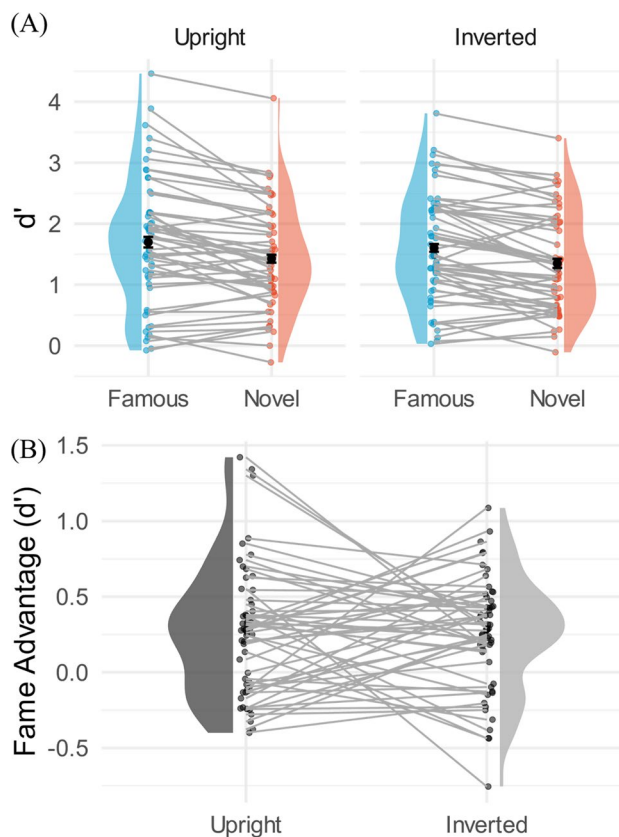 (A)
Upright Inverted
4
3
2
1
0
d'
Famous Novel Famous Novel
(B)
1.5
1.0
0.5
0.0
-0.5
Fame Advantage (d')
Upright Inverted